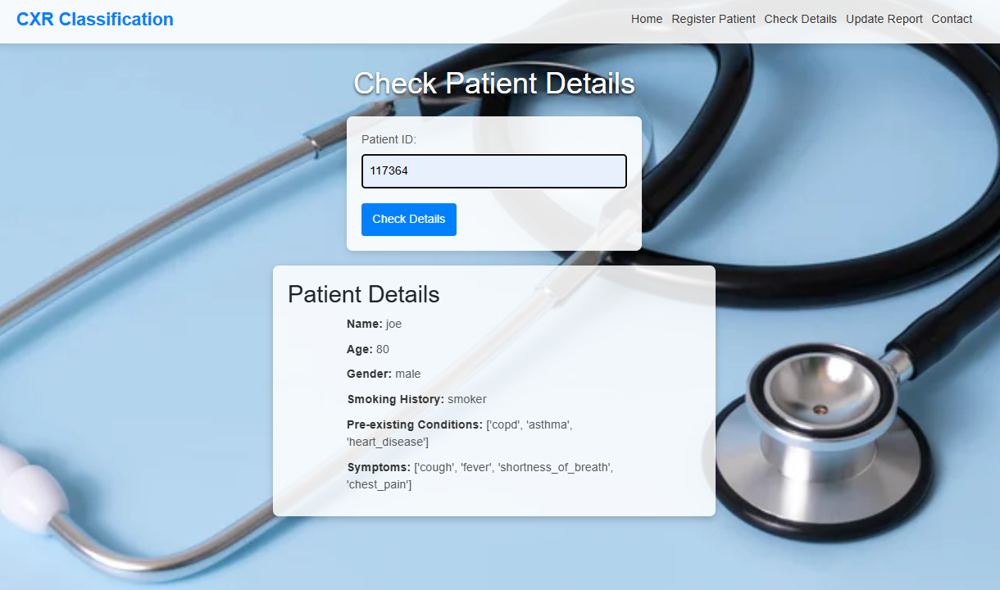 CXR Classification
Home Register Patient Check Details Update Report Contact
Check Patient Details
Patient ID:
117364
Check Details
Patient Details
Name: joe
Age: 80
Gender: male
Smoking History: smoker
Pre-existing Conditions: ['copd', 'asthma',
'heart_disease']
Symptoms: ['cough', 'fever', 'shortness_of_breath',
'chest_pain']